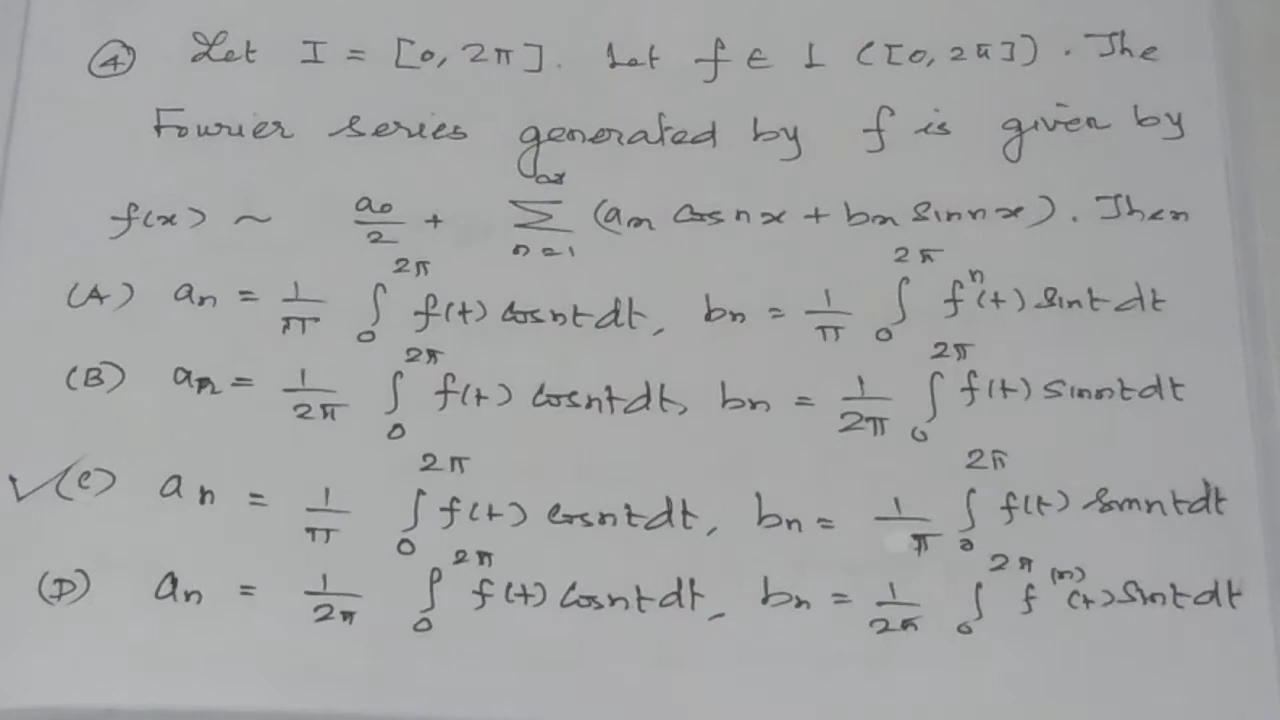 ④ Let I = [0, 2π]. Let f ∈ L ([0, 2π]). The
Fourier series generated by f is given by
f(x) ~ a₀/2 + ∑_{n=1}^{∞} (aₙ cos nx + bₙ sin nx). Then
(A) aₙ = 1/π ∫₀^{2π} f(t) cos nt dt, bₙ = 1/π ∫₀^{2π} fⁿ(t) sin t dt
(B) aₙ = 1/2π ∫₀^{2π} f(t) cos nt dt, bₙ = 1/2π ∫₀^{2π} f(t) sin nt dt
✓(C) aₙ = 1/π ∫₀^{2π} f(t) cos nt dt, bₙ = 1/π ∫₀^{2π} f(t) sin nt dt
(D) aₙ = 1/2π ∫₀^{2π} f(t) cos nt dt, bₙ = 1/2π ∫₀^{2π} f⁽ⁿ⁾(t) sin t dt